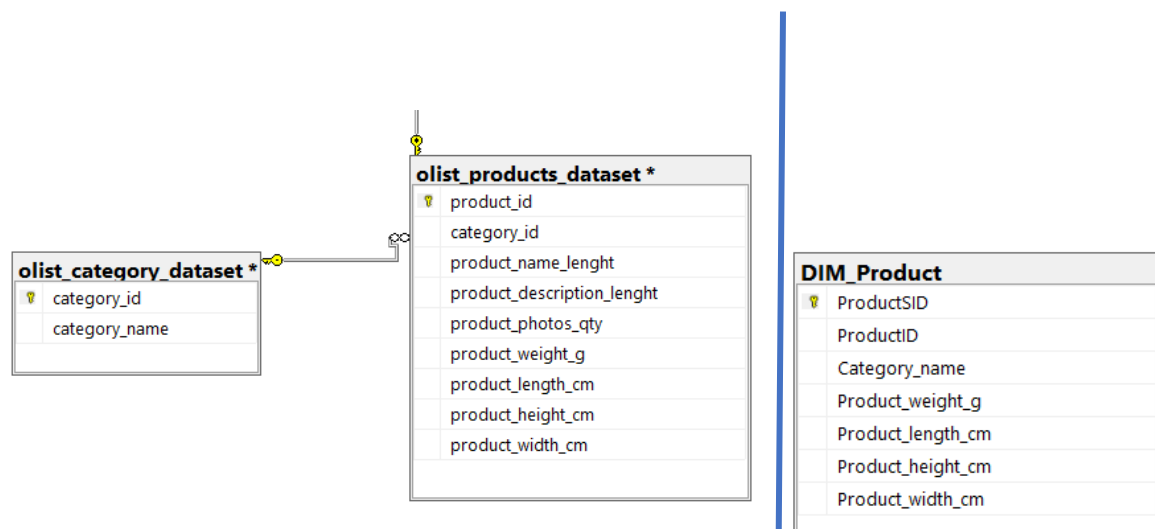 olist_category_dataset *
category_id
category_name
olist_products_dataset *
product_id
category_id
product_name_lenght
product_description_lenght
product_photos_qty
product_weight_g
product_length_cm
product_height_cm
product_width_cm
DIM_Product
ProductSID
ProductID
Category_name
Product_weight_g
Product_length_cm
Product_height_cm
Product_width_cm